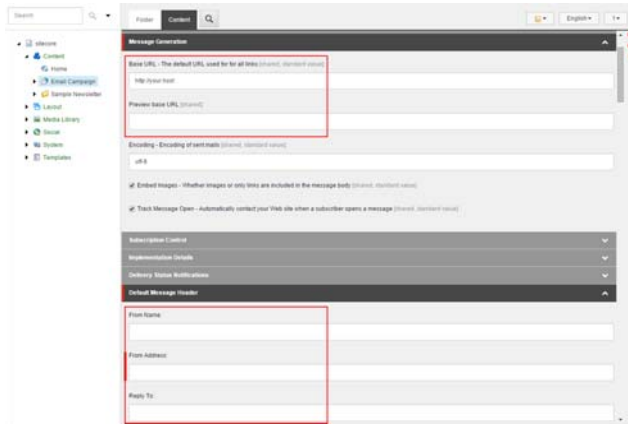 Search
Folder
Content
English
1
sitecore
Content
Home
Email Campaign
Sample Newsletter
Layout
Media Library
Social
System
Templates
Message Generation
Base URL - The default URL used for for all links [shared, standard value]
http://your host
Preview base URL [shared]
Encoding - Encoding of sent mails [shared, standard value]
utf-8
Embed Images - Whether images or only links are included in the message body [shared, standard value]
Track Message Open - Automatically contact your Web site when a subscriber opens a message [shared, standard value]
Subscription Control
Implementation Details
Delivery Status Notifications
Default Message Header
From Name:
From Address:
Reply To: